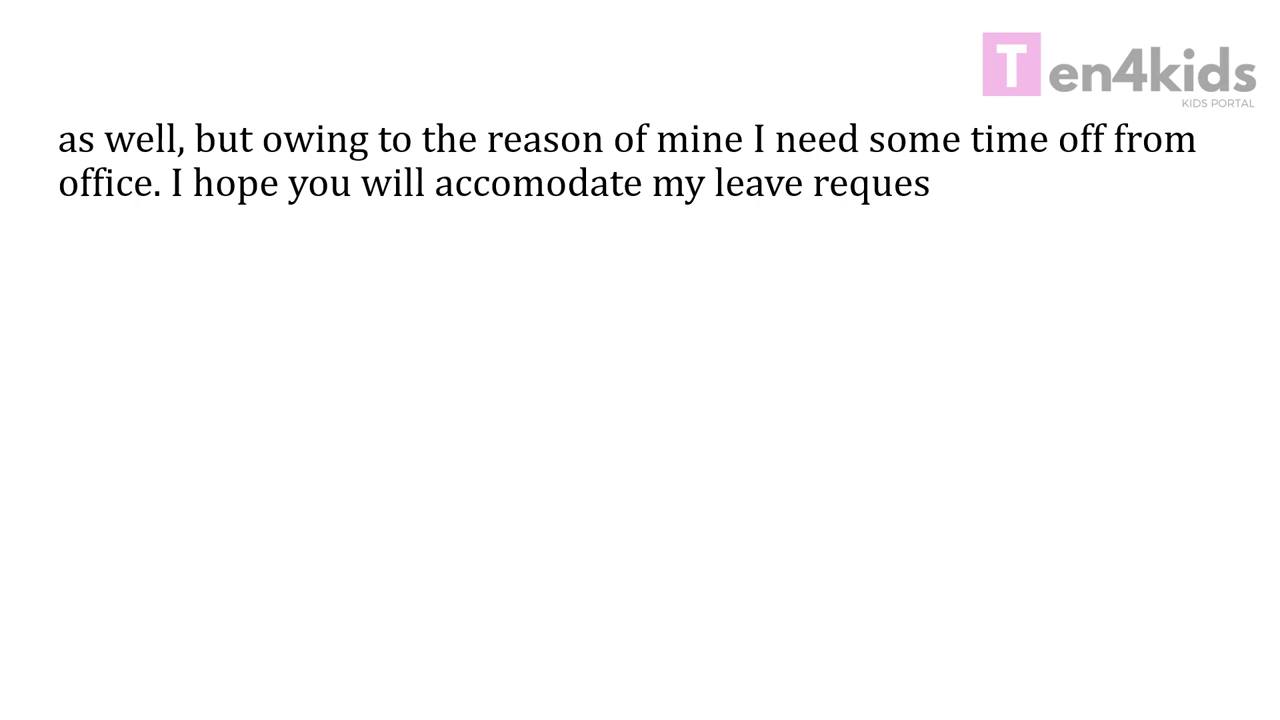 Ten4kids
KIDS PORTAL
as well, but owing to the reason of mine I need some time off from
office. I hope you will accomodate my leave reques